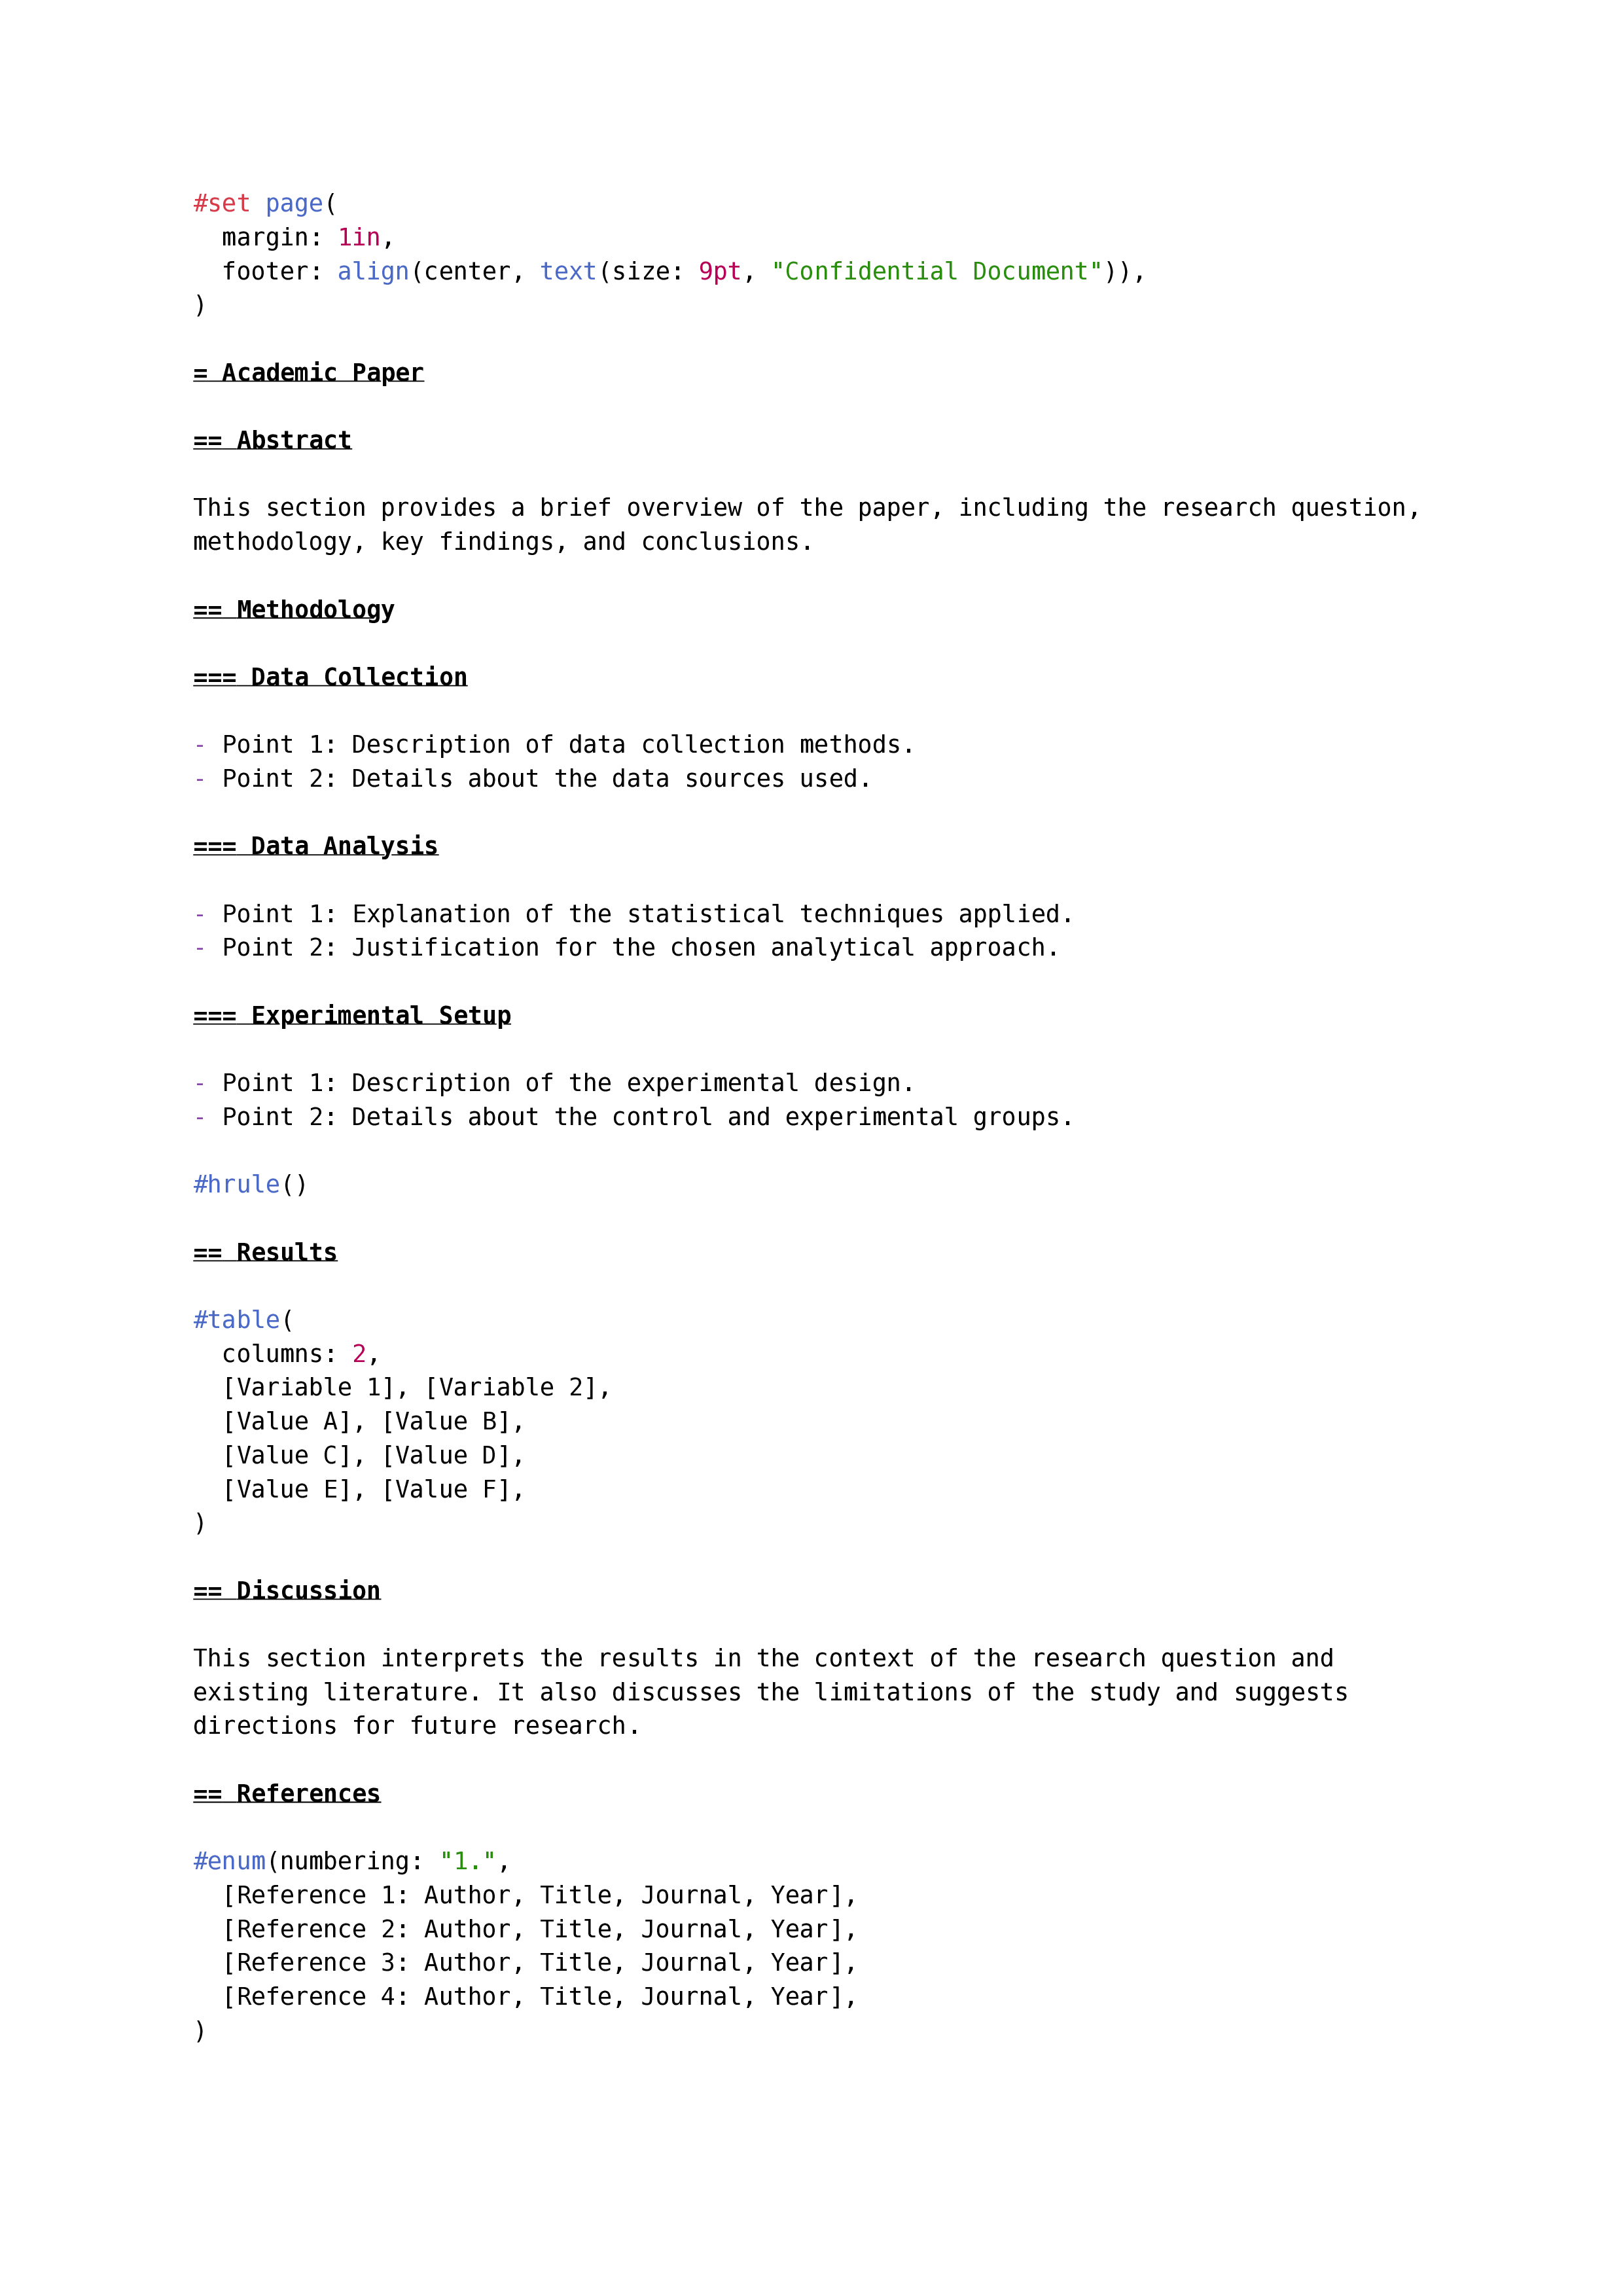 #set page(
  margin: 1in,
  footer: align(center, text(size: 9pt, "Confidential Document")),
)

= Academic Paper

== Abstract

This section provides a brief overview of the paper, including the research question,
methodology, key findings, and conclusions.

== Methodology

=== Data Collection

- Point 1: Description of data collection methods.
- Point 2: Details about the data sources used.

=== Data Analysis

- Point 1: Explanation of the statistical techniques applied.
- Point 2: Justification for the chosen analytical approach.

=== Experimental Setup

- Point 1: Description of the experimental design.
- Point 2: Details about the control and experimental groups.

#hrule()

== Results

#table(
  columns: 2,
  [Variable 1], [Variable 2],
  [Value A], [Value B],
  [Value C], [Value D],
  [Value E], [Value F],
)

== Discussion

This section interprets the results in the context of the research question and
existing literature. It also discusses the limitations of the study and suggests
directions for future research.

== References

#enum(numbering: "1.",
  [Reference 1: Author, Title, Journal, Year],
  [Reference 2: Author, Title, Journal, Year],
  [Reference 3: Author, Title, Journal, Year],
  [Reference 4: Author, Title, Journal, Year],
)